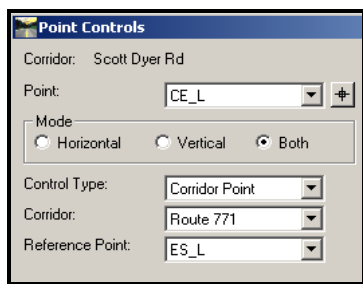 Point Controls
Corridor: Scott Dyer Rd
Point: CE_L
Mode
Horizontal Vertical Both
Control Type: Corridor Point
Corridor: Route 771
Reference Point: ES_L